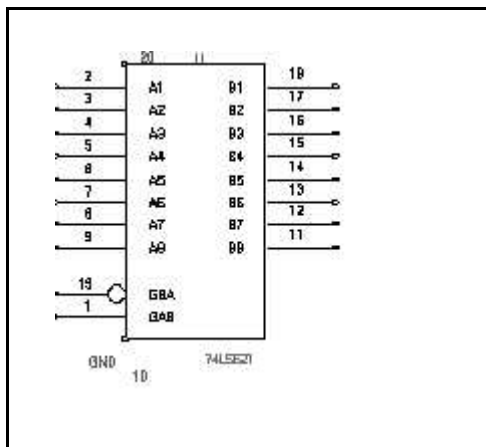 20
2 A1 B1 18
3 A2 B2 17
4 A3 B3 16
5 A4 B4 15
6 A5 B5 14
7 A6 B6 13
8 A7 B7 12
9 A8 B8 11
19 GBA
1 GAB
GND 74LS621
10